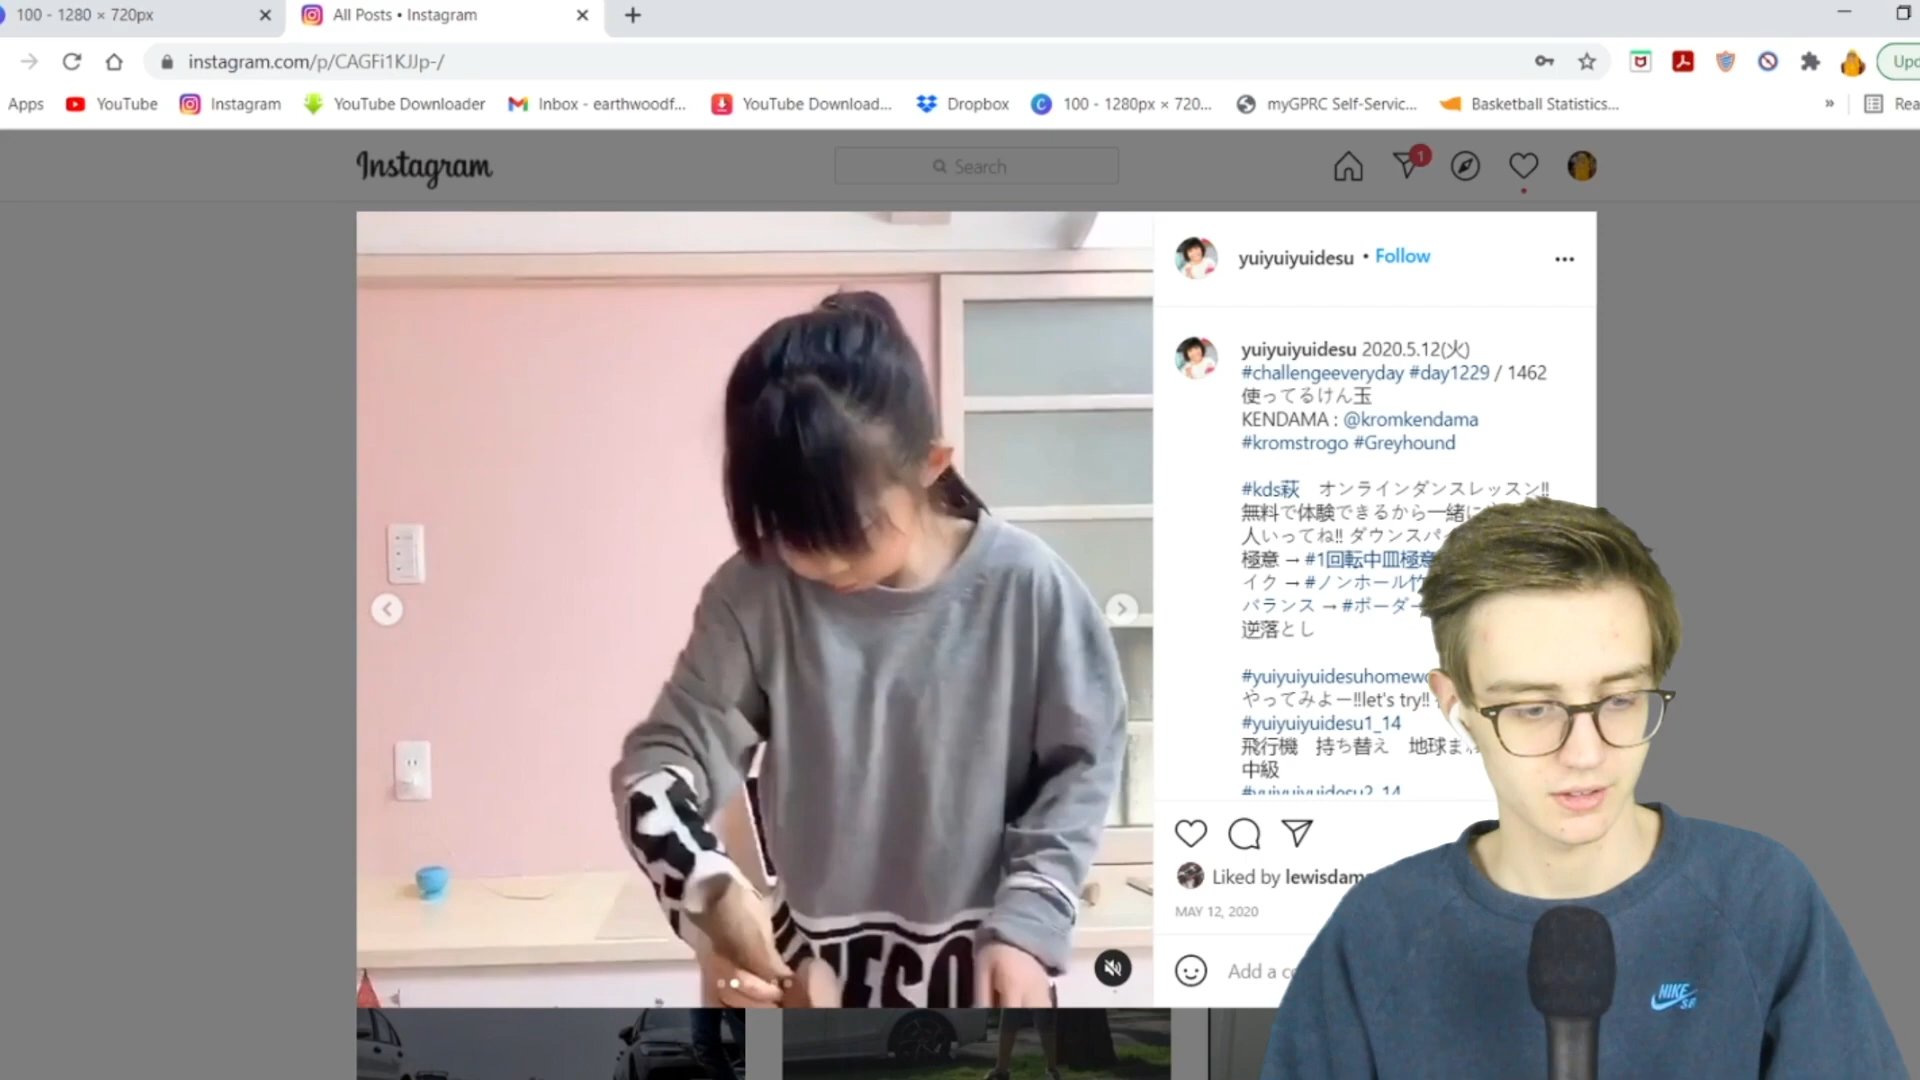 100 - 1280 × 720px
All Posts • Instagram
instagram.com/p/CAGFi1KJJp-/
Apps
YouTube
Instagram
YouTube Downloader
Inbox - earthwoodf...
YouTube Download...
Dropbox
100 - 1280px × 720...
myGPRC Self-Servic...
Basketball Statistics...
»
Instagram
Search
1
yuiyuiyuidesu • Follow
yuiyuiyuidesu 2020.5.12(火)
#challengeeveryday #day1229 / 1462
使ってるけん玉
KENDAMA : @kromkendama
#kromstrogo #Greyhound
#kds萩 オンラインダンスレッスン!!
無料で体験できるから一緒に
人いってね!! ダウンスパ
極意 → #1回転中皿極意
イク → #ノンホール竹
バランス → #ボーダー
逆落とし
#yuiyuiyuidesuhomewo
やってみよー!!let's try!!
#yuiyuiyuidesu1_14
飛行機 持ち替え 地球ま
中級
#yuiyuiyuidesu2_14
Liked by lewisdam
MAY 12, 2020
Add a c
NIKE
SB